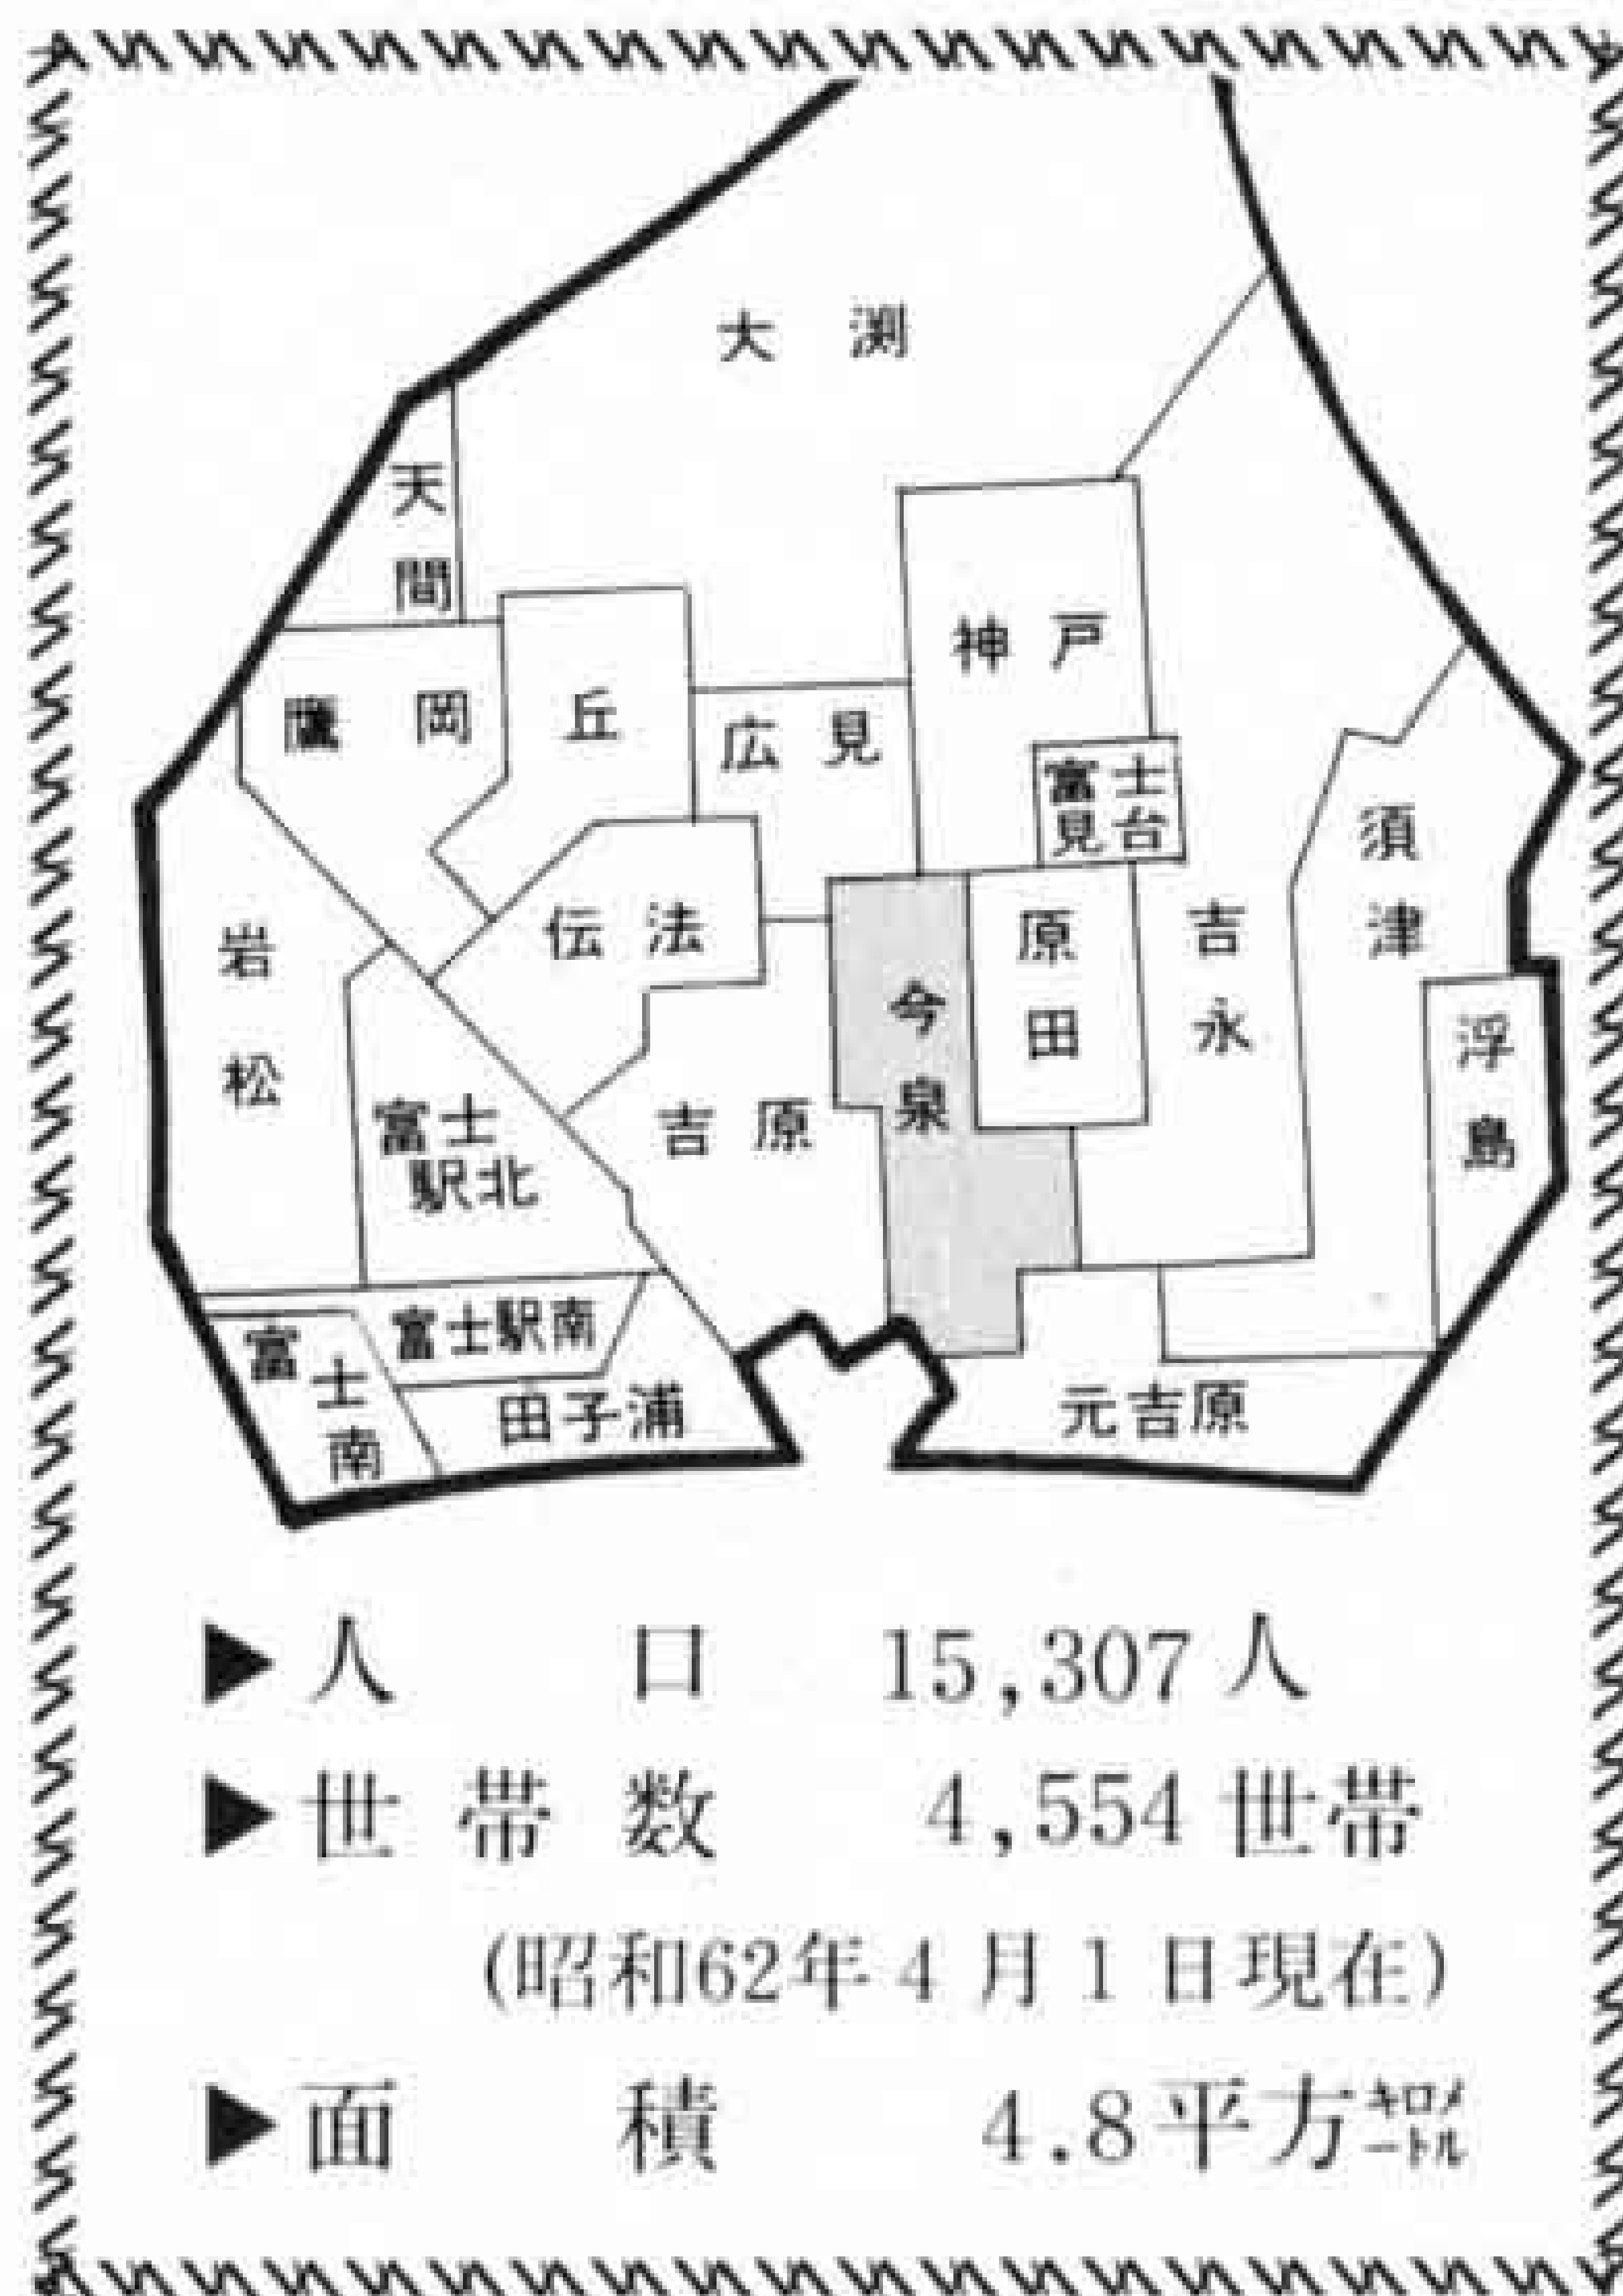 大渕
天間
神戸
鷹岡
丘
広見
富士
見台
須津
岩松
伝法
今泉
原田
吉永
浮島
富士
駅北
吉原
富士南
富士駅南
田子浦
元吉原
▶人口 15,307人
▶世帯数 4,554世帯
(昭和62年4月1日現在)
▶面積 4.8平方キロメートル